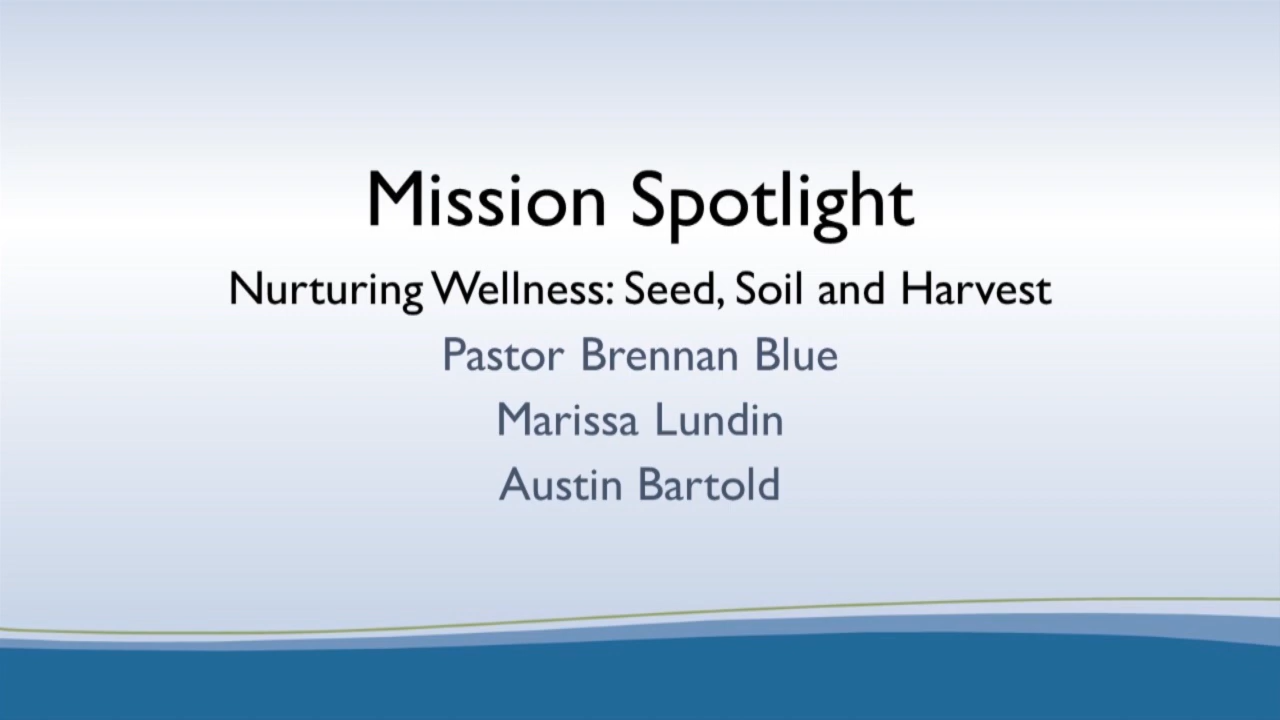 Mission Spotlight
Nurturing Wellness: Seed, Soil and Harvest
Pastor Brennan Blue
Marissa Lundin
Austin Bartold